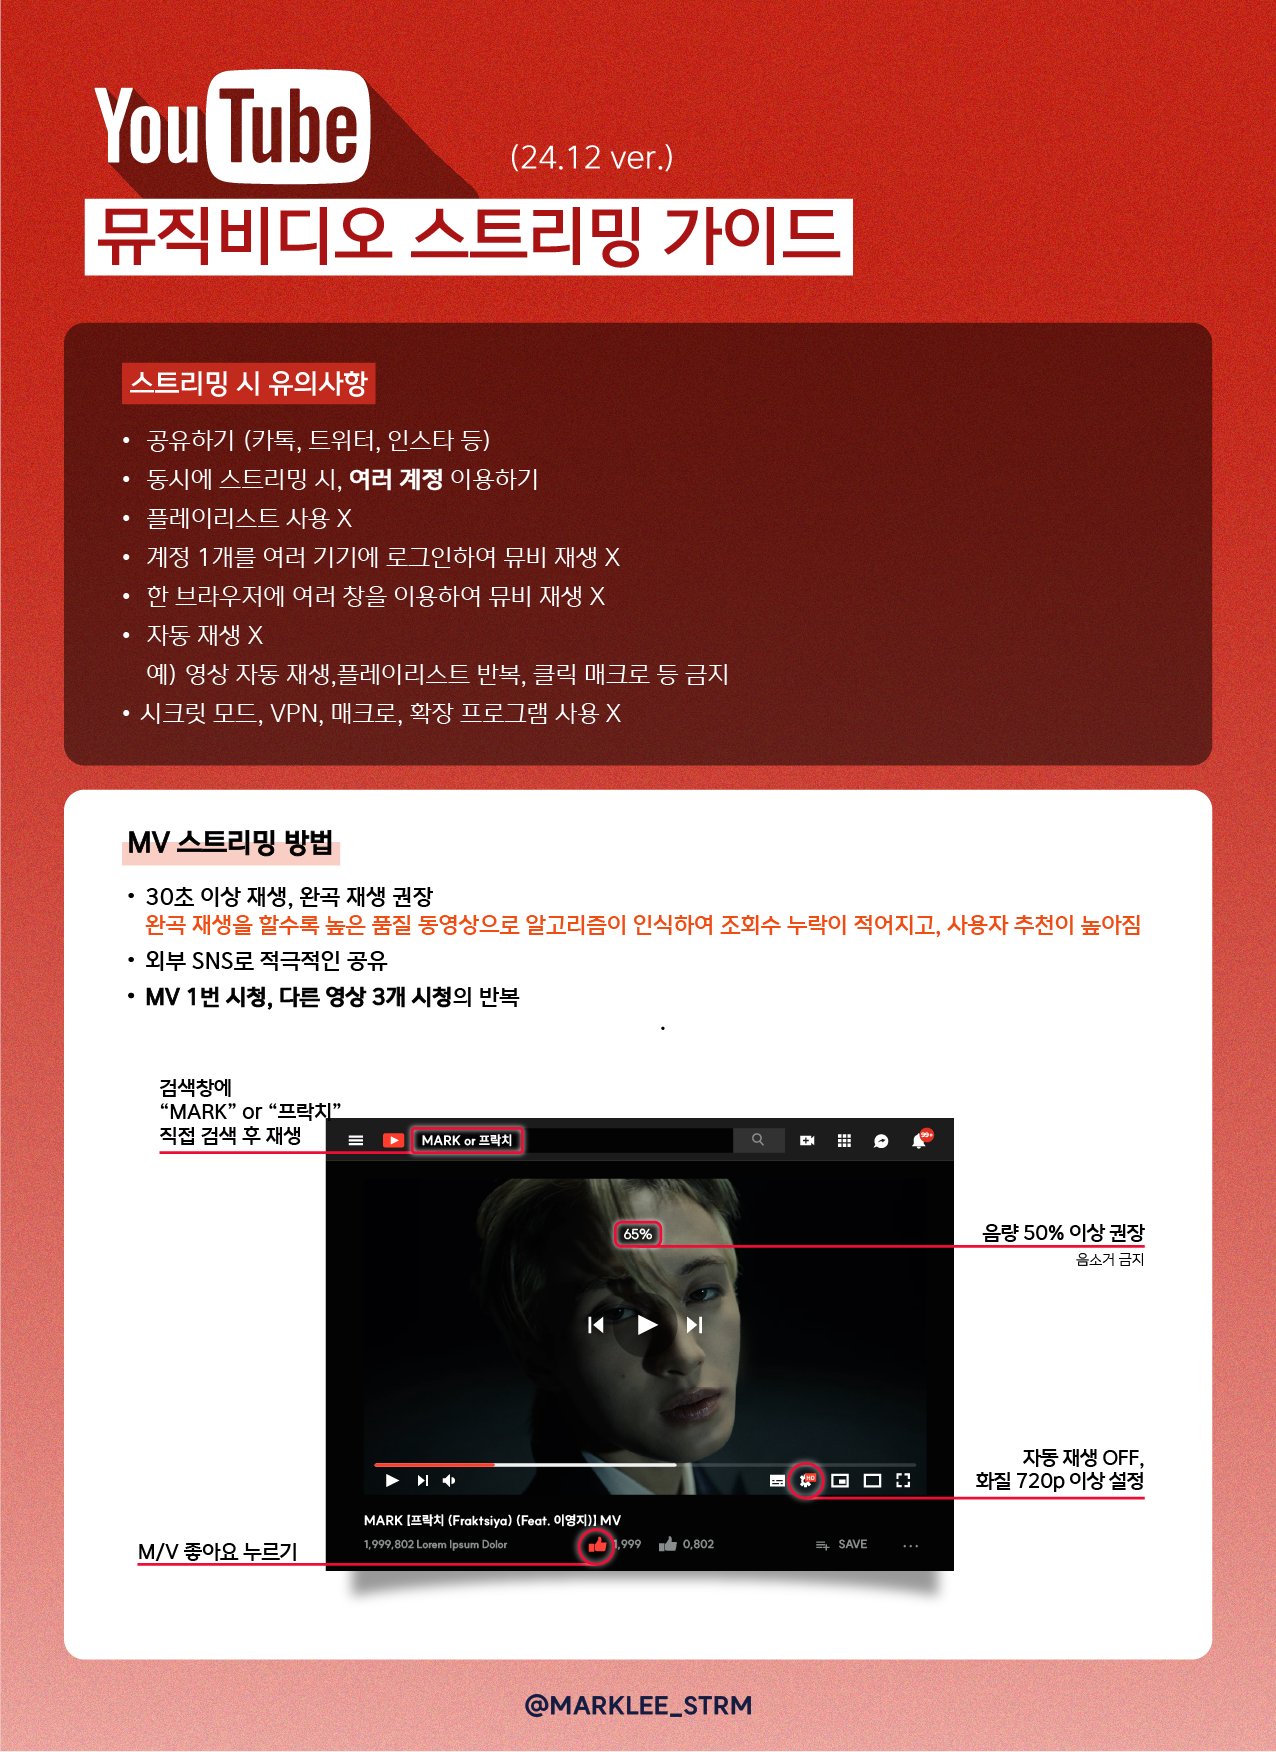 YouTube
(24.12 ver.)
뮤직비디오 스트리밍 가이드
스트리밍 시 유의사항
• 공유하기 (카톡, 트위터, 인스타 등)
• 동시에 스트리밍 시, 여러 계정 이용하기
• 플레이리스트 사용 X
• 계정 1개를 여러 기기에 로그인하여 뮤비 재생 X
• 한 브라우저에 여러 창을 이용하여 뮤비 재생 X
• 자동 재생 X
예) 영상 자동 재생,플레이리스트 반복, 클릭 매크로 등 금지
• 시크릿 모드, VPN, 매크로, 확장 프로그램 사용 X
MV 스트리밍 방법
• 30초 이상 재생, 완곡 재생 권장
완곡 재생을 할수록 높은 품질 동영상으로 알고리즘이 인식하여 조회수 누락이 적어지고, 사용자 추천이 높아짐
• 외부 SNS로 적극적인 공유
• MV 1번 시청, 다른 영상 3개 시청의 반복
.
검색창에
“MARK” or “프락치”
직접 검색 후 재생
MARK or 프락치
99+
65%
음량 50% 이상 권장
음소거 금지
자동 재생 OFF,
화질 720p 이상 설정
HD
MARK [프락치 (Fraktsiya) (Feat. 이영지)] MV
1,999,802 Lorem Ipsum Dolor
1,999
0,802
SAVE
M/V 좋아요 누르기
@MARKLEE_STRM